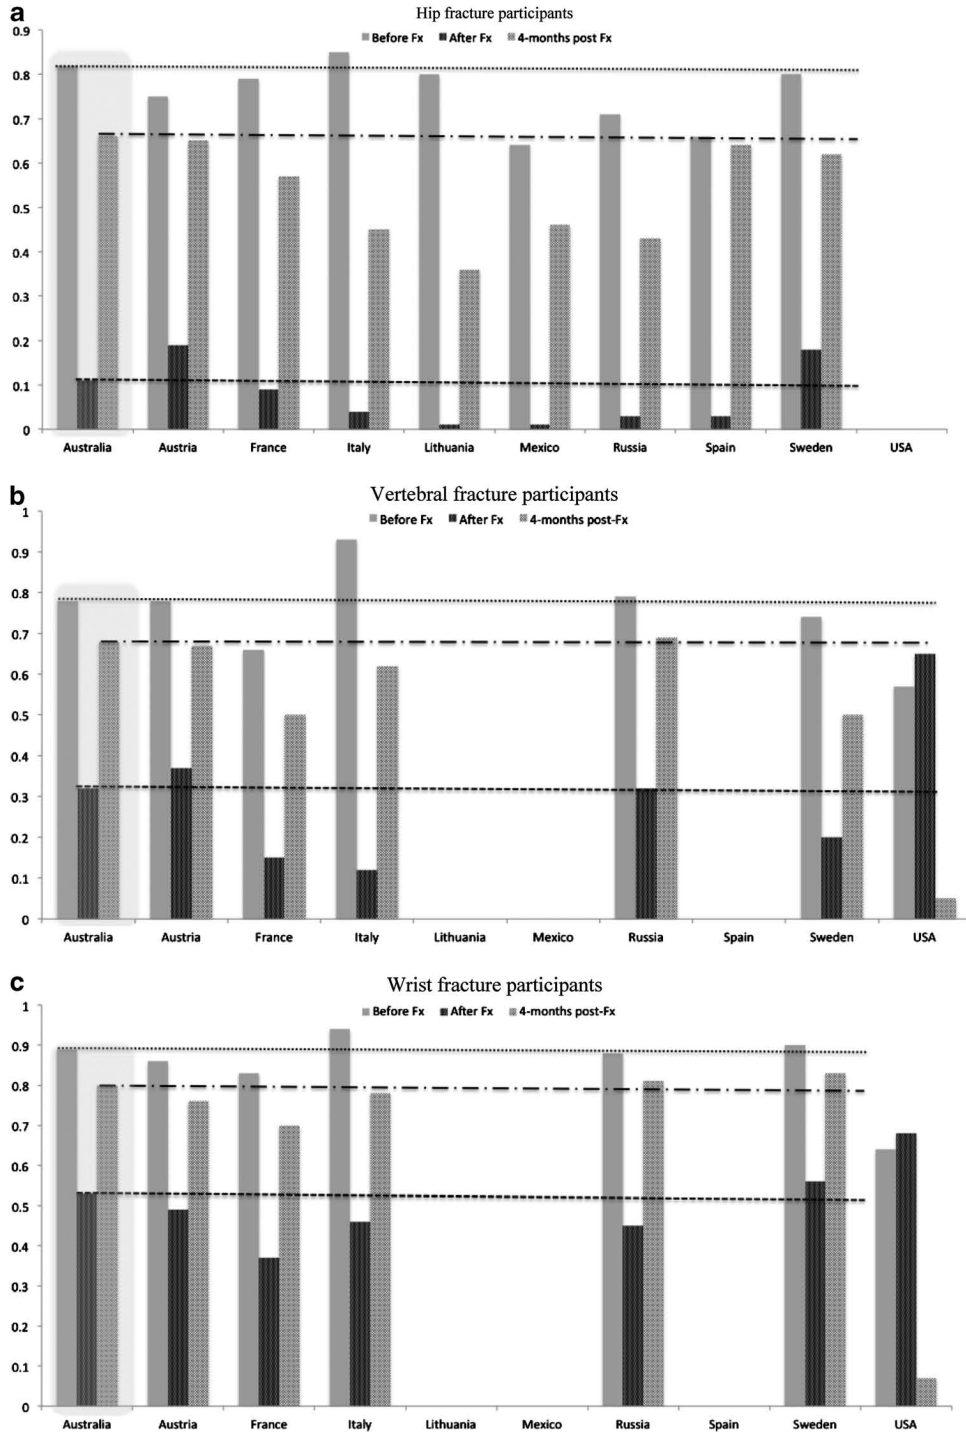 a
Hip fracture participants
Before Fx After Fx 4-months post Fx
0.9
0.8
0.7
0.6
0.5
0.4
0.3
0.2
0.1
0
Australia Austria France Italy Lithuania Mexico Russia Spain Sweden USA
b
Vertebral fracture participants
Before Fx After Fx 4-months post-Fx
1
0.9
0.8
0.7
0.6
0.5
0.4
0.3
0.2
0.1
0
Australia Austria France Italy Lithuania Mexico Russia Spain Sweden USA
c
Wrist fracture participants
Before Fx After Fx 4-months post-Fx
1
0.9
0.8
0.7
0.6
0.5
0.4
0.3
0.2
0.1
0
Australia Austria France Italy Lithuania Mexico Russia Spain Sweden USA